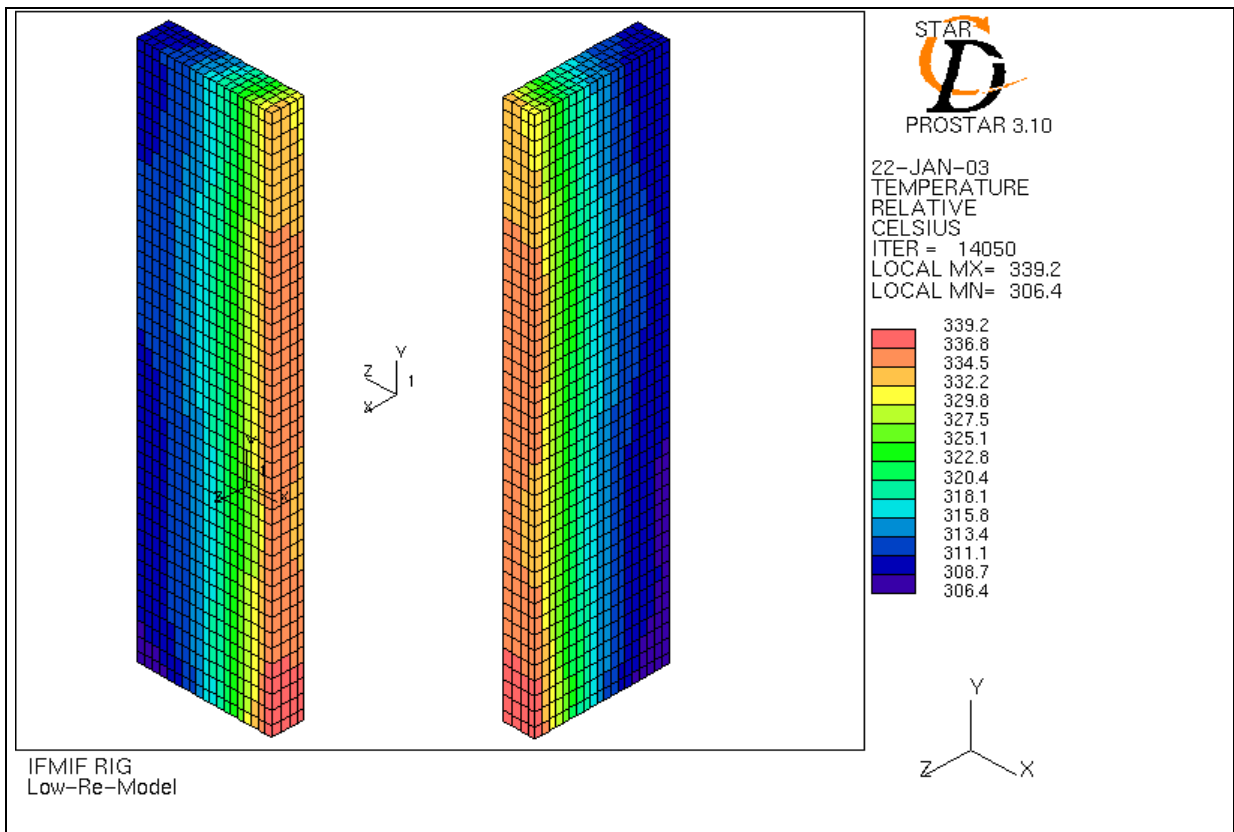 STAR
CD
PROSTAR 3.10
22-JAN-03
TEMPERATURE
RELATIVE
CELSIUS
ITER = 14050
LOCAL MX= 339.2
LOCAL MN= 306.4
339.2
336.8
334.5
332.2
329.8
327.5
325.1
322.8
320.4
318.1
315.8
313.4
311.1
308.7
306.4
Y
Z
1
X
Y
1
Z
X
Y
Z
X
IFMIF RIG
Low-Re-Model